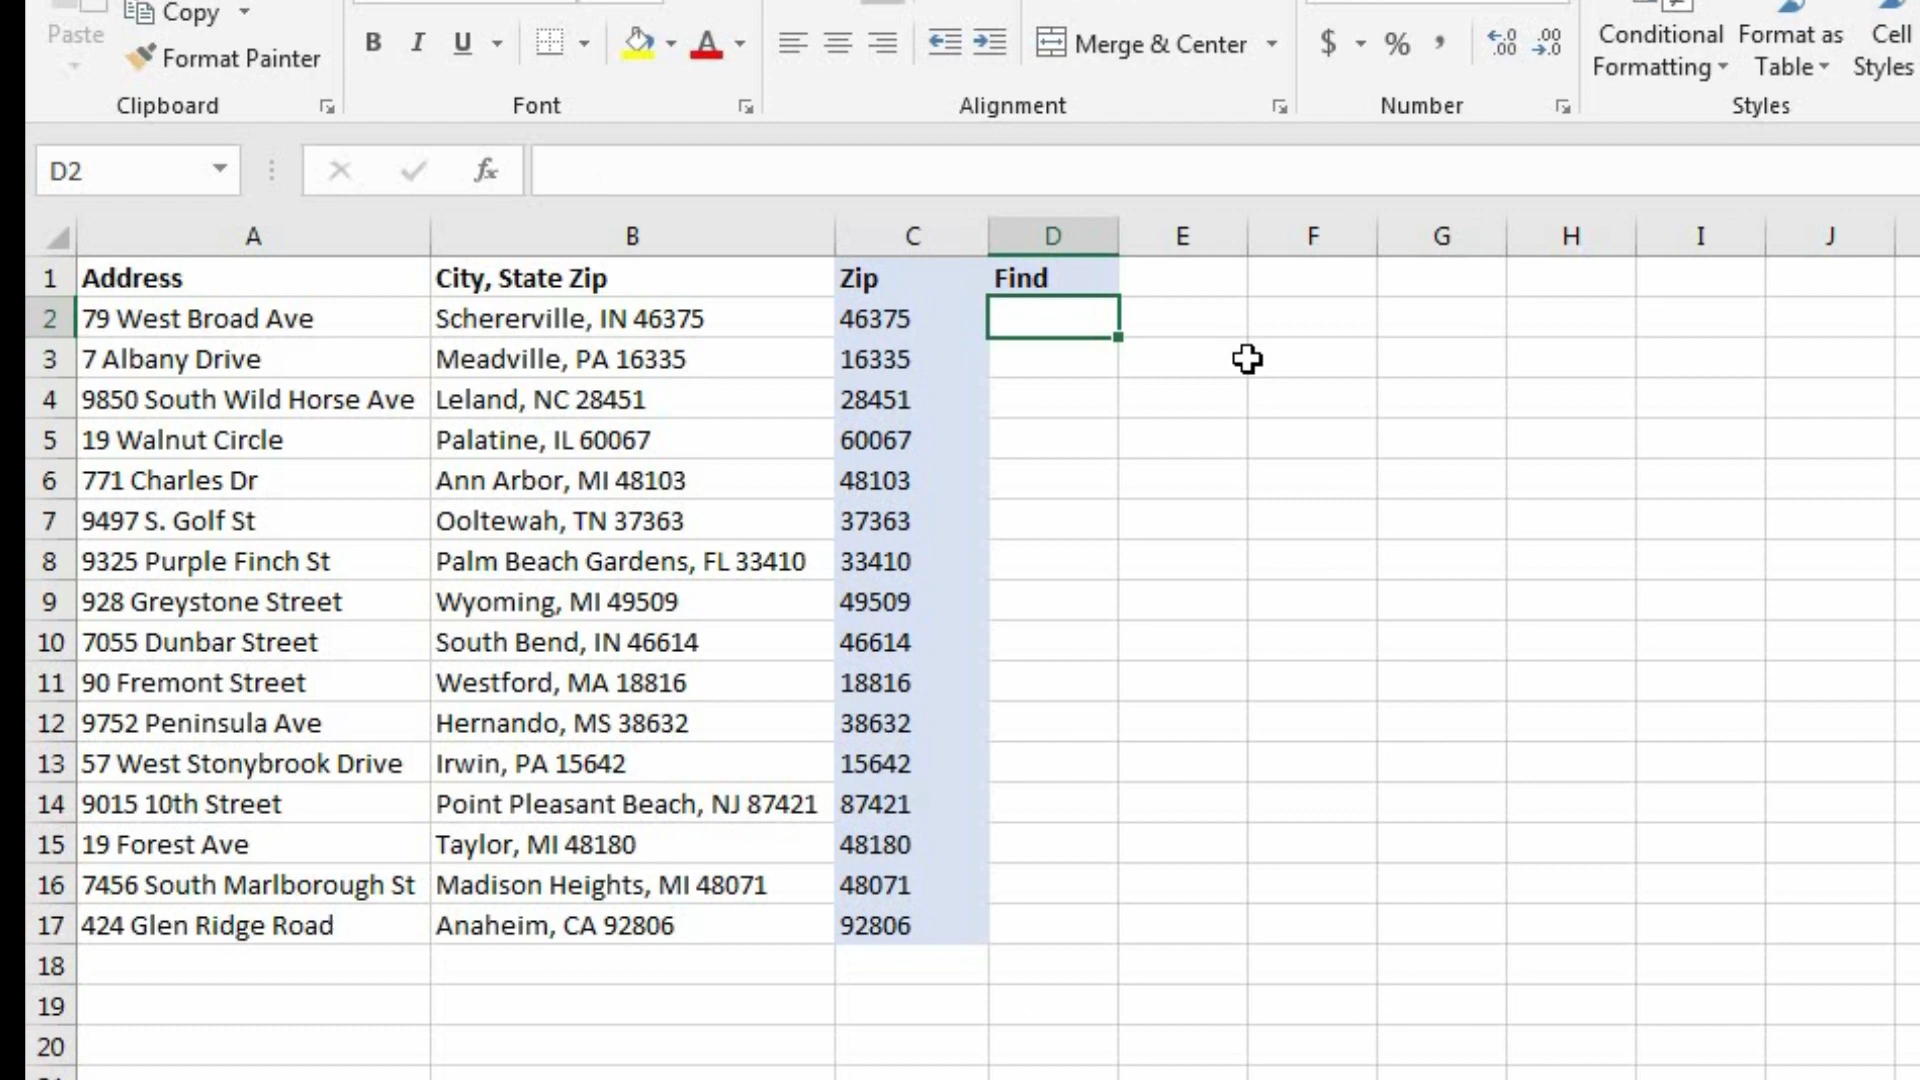 Paste
Copy
Format Painter
Clipboard
B I U A
Font
Merge & Center
Alignment
$ % ,
Number
Conditional Formatting
Format as Table
Cell Styles
Styles
D2 fx
A B C D E F G H I J
1 Address City, State Zip Zip Find
2 79 West Broad Ave Schererville, IN 46375 46375
3 7 Albany Drive Meadville, PA 16335 16335
4 9850 South Wild Horse Ave Leland, NC 28451 28451
5 19 Walnut Circle Palatine, IL 60067 60067
6 771 Charles Dr Ann Arbor, MI 48103 48103
7 9497 S. Golf St Ooltewah, TN 37363 37363
8 9325 Purple Finch St Palm Beach Gardens, FL 33410 33410
9 928 Greystone Street Wyoming, MI 49509 49509
10 7055 Dunbar Street South Bend, IN 46614 46614
11 90 Fremont Street Westford, MA 18816 18816
12 9752 Peninsula Ave Hernando, MS 38632 38632
13 57 West Stonybrook Drive Irwin, PA 15642 15642
14 9015 10th Street Point Pleasant Beach, NJ 87421 87421
15 19 Forest Ave Taylor, MI 48180 48180
16 7456 South Marlborough St Madison Heights, MI 48071 48071
17 424 Glen Ridge Road Anaheim, CA 92806 92806
18
19
20